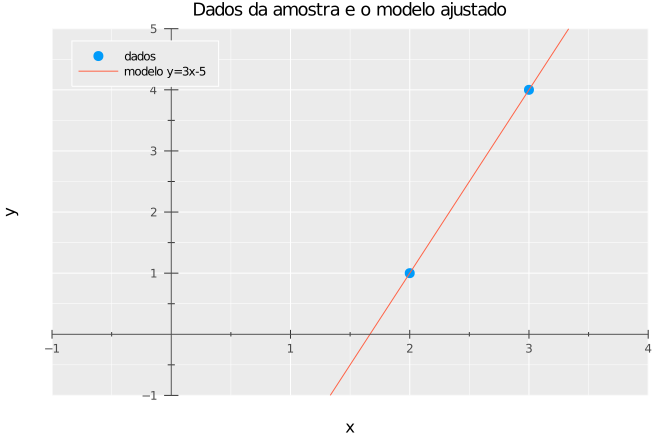 Dados da amostra e o modelo ajustado
5
dados
modelo y=3x-5
4
3
y
2
1
−1 1 2 3 4
−1
x